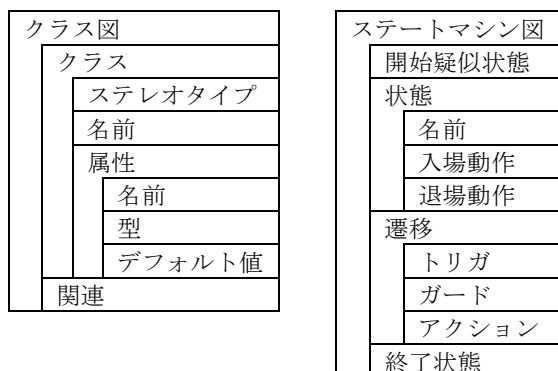 クラス図
クラス
ステレオタイプ
名前
属性
名前
型
デフォルト値
関連
ステートマシン図
開始疑似状態
状態
名前
入場動作
退場動作
遷移
トリガ
ガード
アクション
終了状態